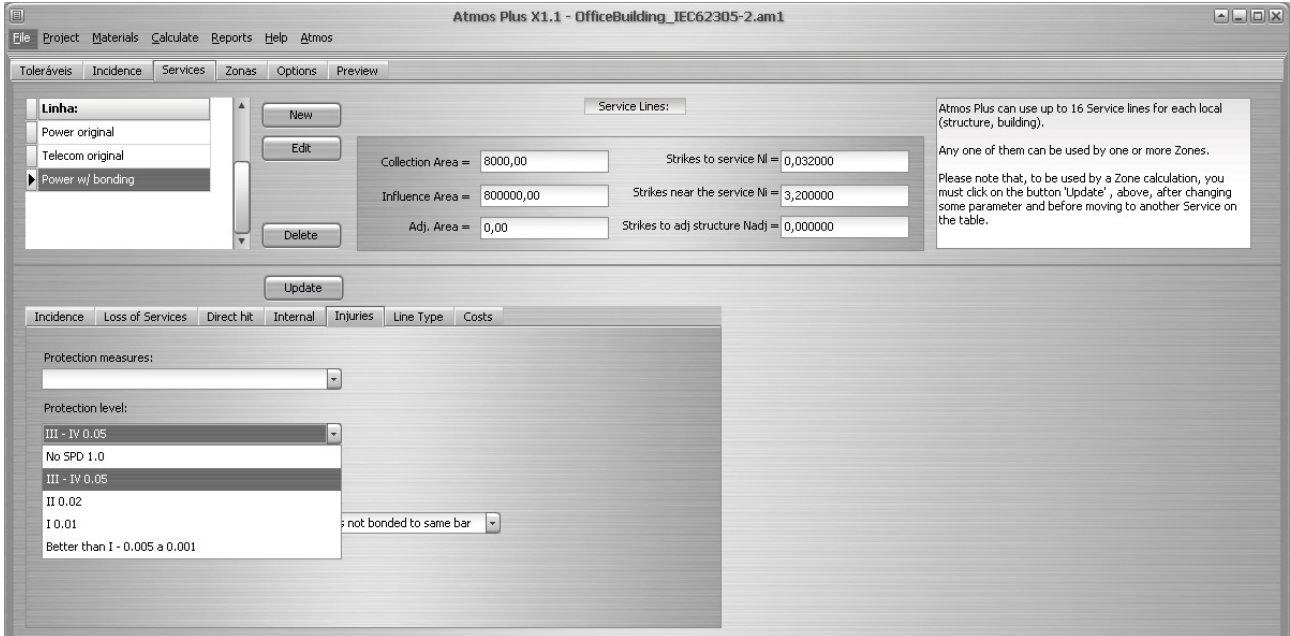 Atmos Plus X1.1 - OfficeBuilding_IEC62305-2.am1
File Project Materials Calculate Reports Help Atmos
Toleráveis Incidence Services Zonas Options Preview
Linha:
Power original
Telecom original
Power w/ bonding
New
Edit
Delete
Update
Service Lines:
Collection Area = 8000,00
Strikes to service Nl = 0,032000
Influence Area = 800000,00
Strikes near the service Ni = 3,200000
Adj. Area = 0,00
Strikes to adj structure Nadj = 0,000000
Atmos Plus can use up to 16 Service lines for each local
(structure, building).
Any one of them can be used by one or more Zones.
Please note that, to be used by a Zone calculation, you
must click on the button 'Update' , above, after changing
some parameter and before moving to another Service on
the table.
Incidence Loss of Services Direct hit Internal Injuries Line Type Costs
Protection measures:
Protection level:
III - IV 0.05
No SPD 1.0
III - IV 0.05
II 0.02
I 0.01
not bonded to same bar
Better than I - 0.005 a 0.001